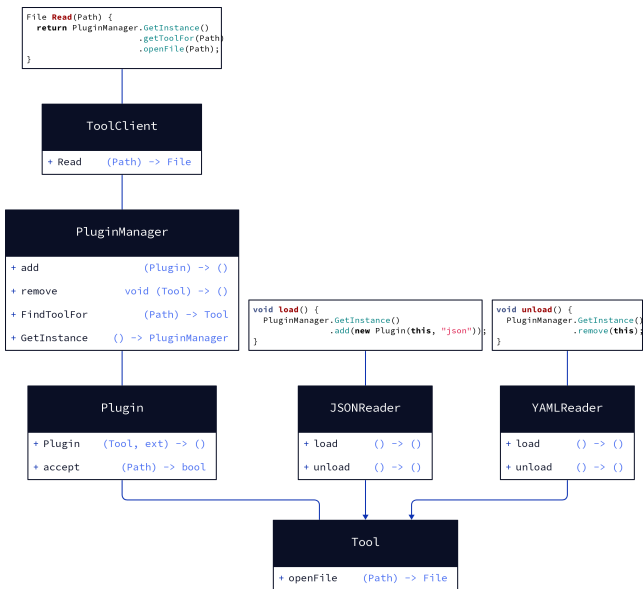 File Read(Path) {
return PluginManager.GetInstance()
.getToolFor(Path)
.openFile(Path);
}
ToolClient
+ Read (Path) -> File
PluginManager
+ add (Plugin) -> ()
+ remove void (Tool) -> ()
+ FindToolFor (Path) -> Tool
+ GetInstance () -> PluginManager
void load() {
PluginManager.GetInstance()
.add(new Plugin(this, "json"));
}
void unload() {
PluginManager.GetInstance()
.remove(this);
}
Plugin
+ Plugin (Tool, ext) -> ()
+ accept (Path) -> bool
JSONReader
+ load () -> ()
+ unload () -> ()
YAMLReader
+ load () -> ()
+ unload () -> ()
Tool
+ openFile (Path) -> File